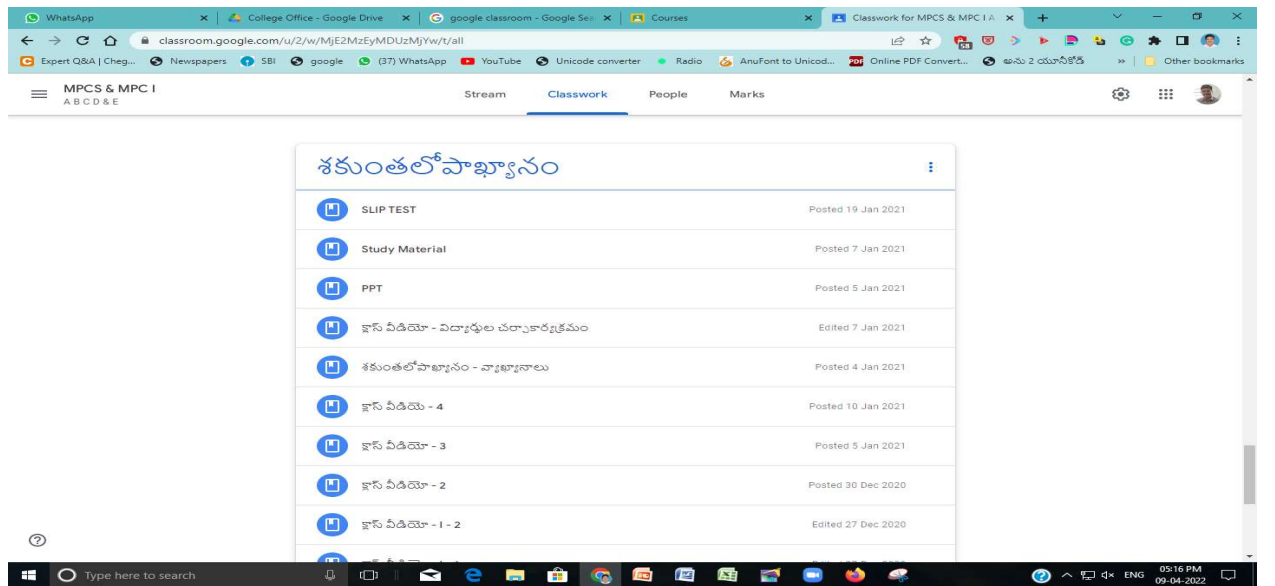 WhatsApp
College Office - Google Drive
google classroom - Google Sea
Courses
Classwork for MPCS & MPC I A
classroom.google.com/u/2/w/MjE2MzEyMDUzMjYw/t/all
58
Expert Q&A | Cheg...
Newspapers
SBI
google
(37) WhatsApp
YouTube
Unicode converter
Radio
AnuFont to Unicod...
PDF
Online PDF Convert...
అను 2 యూనీకోడ్
»
Other bookmarks
MPCS & MPC I
A B C D & E
Stream
Classwork
People
Marks
శకుంతలోపాఖ్యానం
SLIP TEST
Posted 19 Jan 2021
Study Material
Posted 7 Jan 2021
PPT
Posted 5 Jan 2021
క్లాస్ వీడియో - విద్యార్థుల చర్చాకార్యక్రమం
Edited 7 Jan 2021
శకుంతలోపాఖ్యానం - వ్యాఖ్యానాలు
Posted 4 Jan 2021
క్లాస్ వీడియె - 4
Posted 10 Jan 2021
క్లాస్ వీడియో - 3
Posted 5 Jan 2021
క్లాస్ వీడియో - 2
Posted 30 Dec 2020
క్లాస్ వీడియో - I - 2
Edited 27 Dec 2020
Type here to search
ENG
05:16 PM
09-04-2022